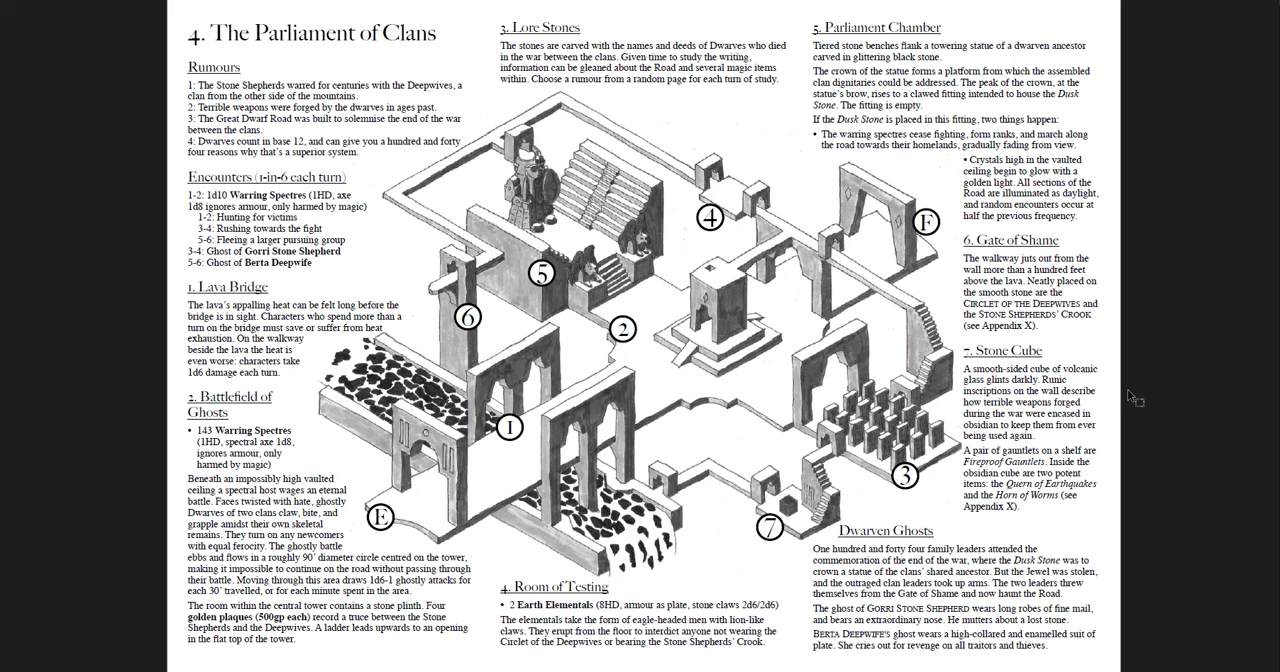 4. The Parliament of Clans
Rumours
1: The Stone Shepherds warred for centuries with the Deepwives, a
clan from the other side of the mountains.
2: Terrible weapons were forged by the dwarves in ages past.
3: The Great Dwarf Road was built to solemnise the end of the war
between the clans.
4: Dwarves count in base 12, and can give you a hundred and forty
four reasons why that's a superior system.
Encounters (1-in-6 each turn)
1-2: 1d10 Warring Spectres (1HD, axe
1d8 ignores armour, only harmed by magic)
1-2: Hunting for victims
3-4: Rushing towards the fight
5-6: Fleeing a larger pursuing group
3-4: Ghost of Gorri Stone Shepherd
5-6: Ghost of Berta Deepwife
1. Lava Bridge
The lava's appalling heat can be felt long before the
bridge is in sight. Characters who spend more than a
turn on the bridge must save or suffer from heat
exhaustion. On the walkway
beside the lava the heat is
even worse: characters take
1d6 damage each turn.
2. Battlefield of
Ghosts
• 143 Warring Spectres
(1HD, spectral axe 1d8,
ignores armour, only
harmed by magic)
Beneath an impossibly high vaulted
ceiling a spectral host wages an eternal
battle. Faces twisted with hate, ghostly
Dwarves of two clans claw, bite, and
grapple amidst their own skeletal
remains. They turn on any newcomers
with equal ferocity. The ghostly battle
ebbs and flows in a roughly 90' diameter circle centred on the tower,
making it impossible to continue on the road without passing through
their battle. Moving through this area draws 1d6-1 ghostly attacks for
each 30' travelled, or for each minute spent in the area.
The room within the central tower contains a stone plinth. Four
golden plaques (500gp each) record a truce between the Stone
Shepherds and the Deepwives. A ladder leads upwards to an opening
in the flat top of the tower.
3. Lore Stones
The stones are carved with the names and deeds of Dwarves who died
in the war between the clans. Given time to study the writing,
information can be gleaned about the Road and several magic items
within. Choose a rumour from a random page for each turn of study.
4
F
5
6
2
1
3
E
7
4. Room of Testing
• 2 Earth Elementals (8HD, armour as plate, stone claws 2d6/2d6)
The elementals take the form of eagle-headed men with lion-like
claws. They erupt from the floor to interdict anyone not wearing the
Circlet of the Deepwives or bearing the Stone Shepherds' Crook.
5. Parliament Chamber
Tiered stone benches flank a towering statue of a dwarven ancestor
carved in glittering black stone.
The crown of the statue forms a platform from which the assembled
clan dignitaries could be addressed. The peak of the crown, at the
statue's brow, rises to a clawed fitting intended to house the Dusk
Stone. The fitting is empty.
If the Dusk Stone is placed in this fitting, two things happen:
• The warring spectres cease fighting, form ranks, and march along
the road towards their homelands, gradually fading from view.
• Crystals high in the vaulted
ceiling begin to glow with a
golden light. All sections of the
Road are illuminated as daylight,
and random encounters occur at
half the previous frequency.
6. Gate of Shame
The walkway juts out from the
wall more than a hundred feet
above the lava. Neatly placed on
the smooth stone are the
CIRCLET OF THE DEEPWIVES and
the STONE SHEPHERDS' CROOK
(see Appendix X).
7. Stone Cube
A smooth-sided cube of volcanic
glass glints darkly. Runic
inscriptions on the wall describe
how terrible weapons forged
during the war were encased in
obsidian to keep them from ever
being used again.
A pair of gauntlets on a shelf are
Fireproof Gauntlets. Inside the
obsidian cube are two potent
items: the Quern of Earthquakes
and the Horn of Worms (see
Appendix X).
Dwarven Ghosts
One hundred and forty four family leaders attended the
commemoration of the end of the war, where the Dusk Stone was to
crown a statue of the clans' shared ancestor. But the Jewel was stolen,
and the outraged clan leaders took up arms. The two leaders threw
themselves from the Gate of Shame and now haunt the Road.
The ghost of GORRI STONE SHEPHERD wears long robes of fine mail,
and bears an extraordinary nose. He mutters about a lost stone.
BERTA DEEPWIFE'S ghost wears a high-collared and enamelled suit of
plate. She cries out for revenge on all traitors and thieves.